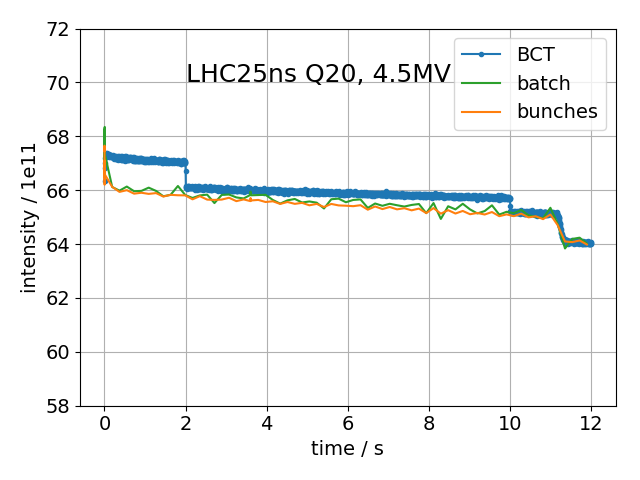 72
70
68
66
64
62
60
58
intensity / 1e11
LHC25ns Q20, 4.5MV
BCT
batch
bunches
0
2
4
6
8
10
12
time / s